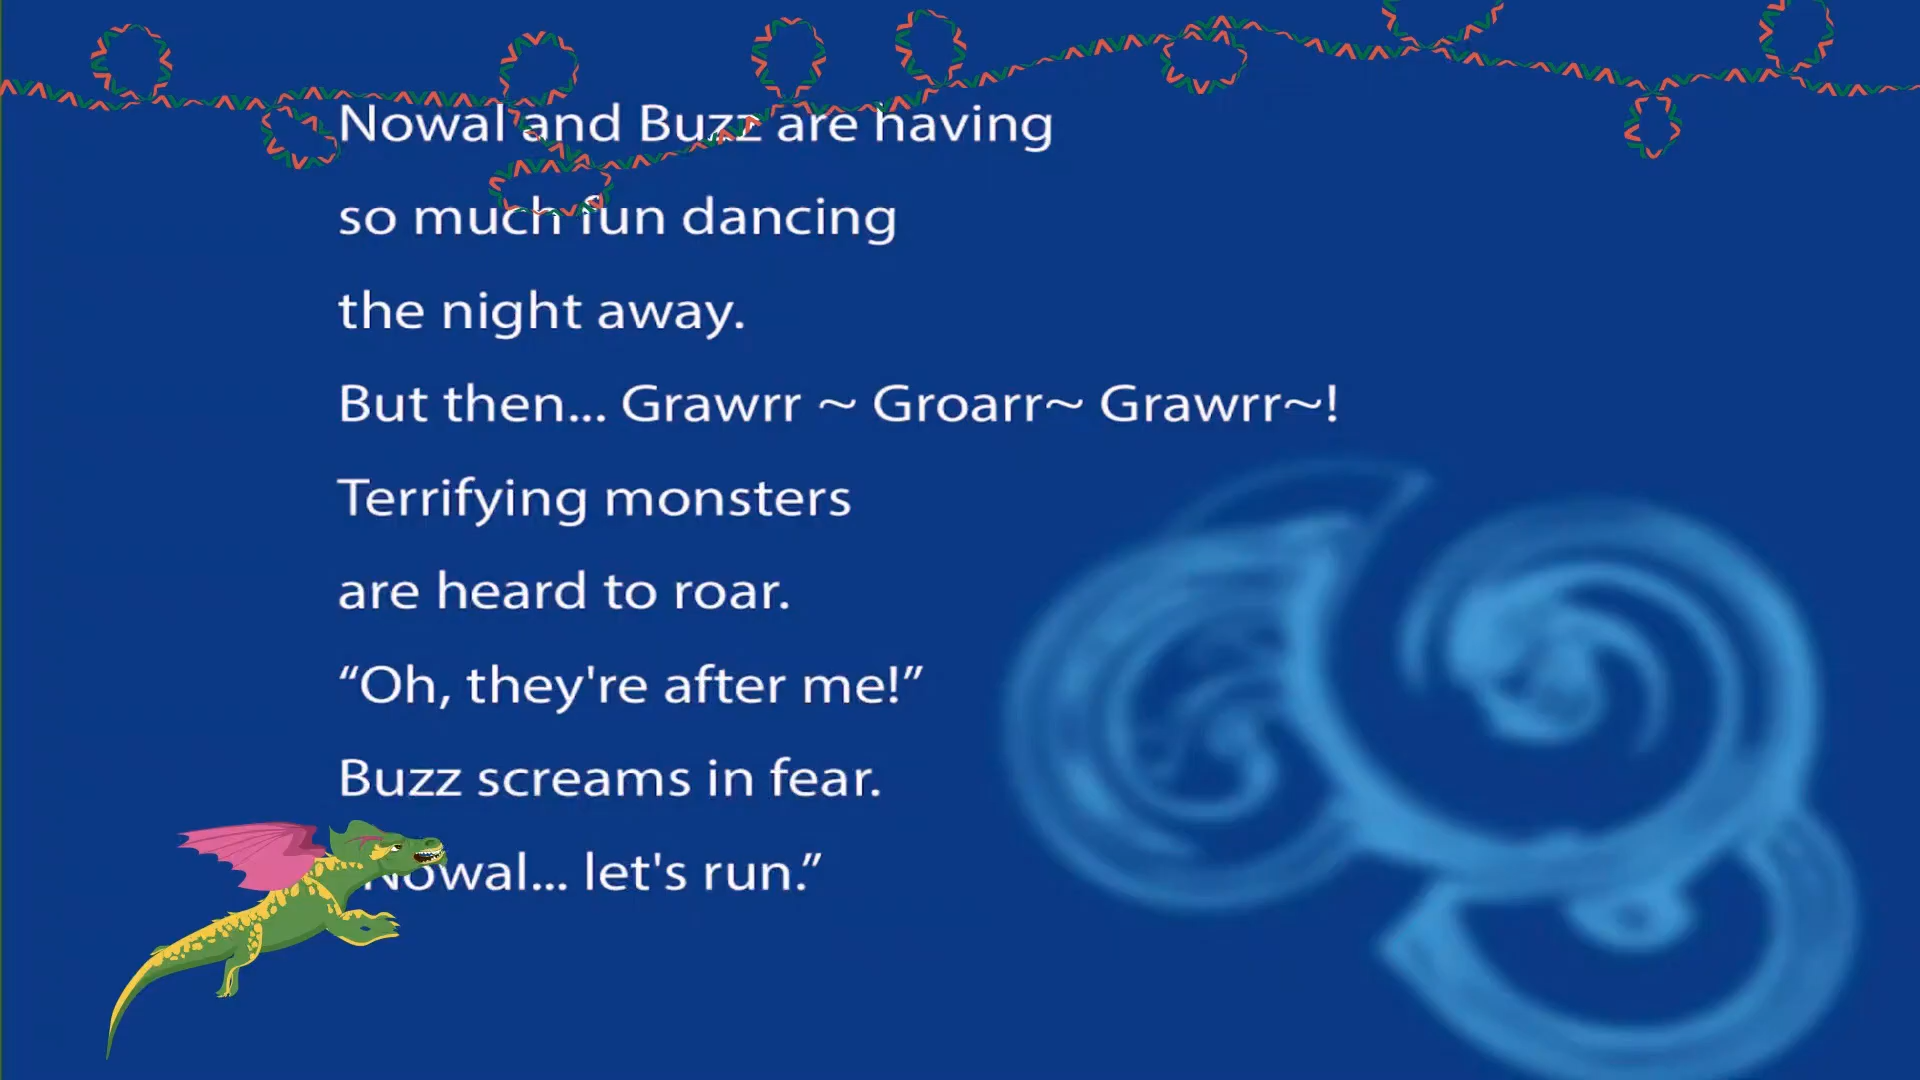 Nowal and Buzz are having
so much fun dancing
the night away.
But then... Grawrr ~ Groarr~ Grawrr~!
Terrifying monsters
are heard to roar.
“Oh, they're after me!”
Buzz screams in fear.
“Nowal... let's run.”